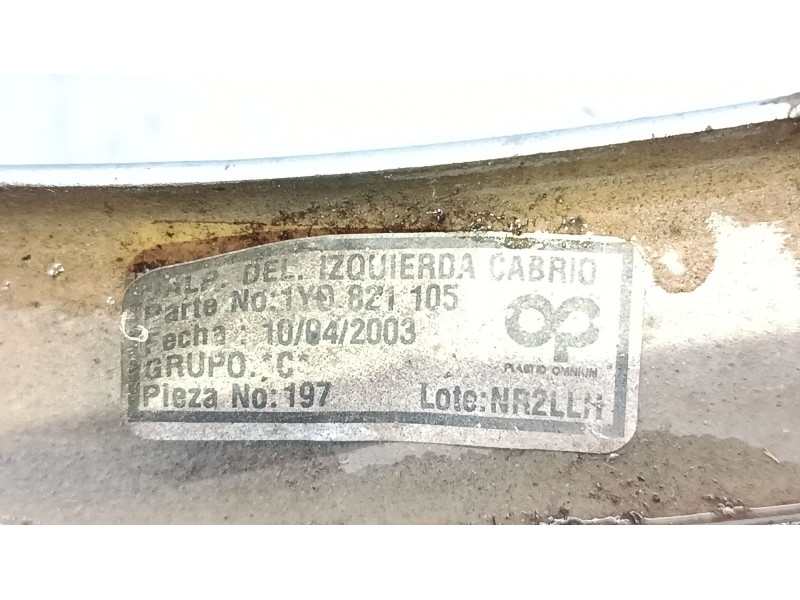 SALP. DEL. IZQUIERDA CABRIO
Parte No:1Y0 821 105
Fecha : 10/04/2003
GRUPO. "C"
Pieza No:197 Lote:NR2LLH
PLASTIC OMNIUM